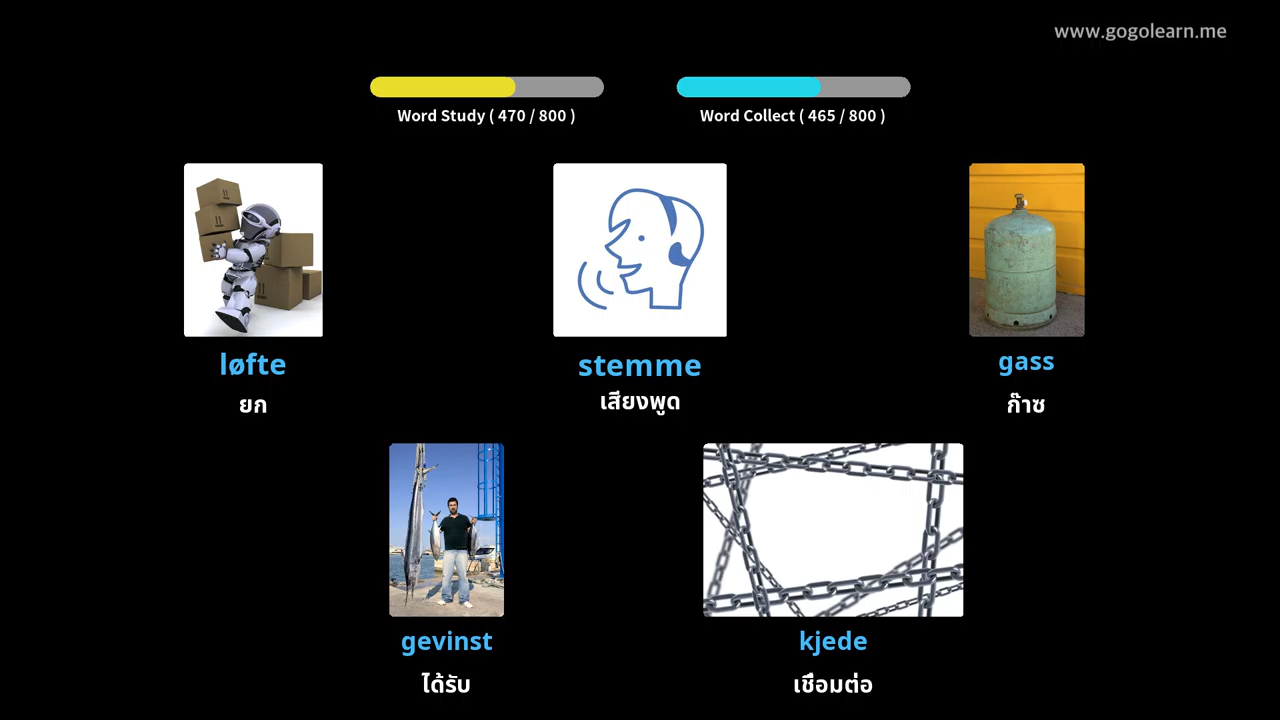 www.gogolearn.me
Word Study ( 470 / 800 )
Word Collect ( 465 / 800 )
løfte
ยก
stemme
เสียงพูด
gass
ก๊าซ
gevinst
ได้รับ
kjede
เชื่อมต่อ